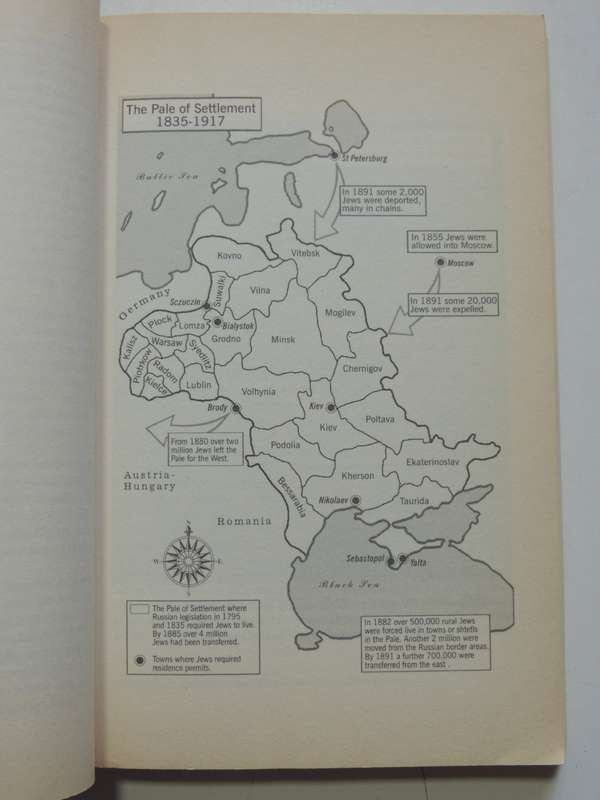 The Pale of Settlement
1835-1917
St Petersburg
Baltic Sea
In 1891 some 2,000
Jews were deported,
many in chains.
In 1855 Jews were
allowed into Moscow.
Moscow
In 1891 some 20,000
Jews were expelled.
Kovno
Vitebsk
Germany
Sczuczin
Suwalki
Vilna
Mogilev
Plock
Lomza
Bialystok
Grodno
Minsk
Kalisz
Warsaw
Syedlitz
Piotrkow
Radom
Kielce
Lublin
Chernigov
Volhynia
Brody
Kiev
Kiev
Poltava
From 1880 over two
million Jews left the
Pale for the West.
Podolia
Ekaterinoslav
Austria-
Hungary
Kherson
Bessarabia
Nikolaev
Taurida
Romania
N
W
E
S
Sebastopol
Yalta
Black Sea
The Pale of Settlement where
Russian legislation in 1795
and 1835 required Jews to live.
By 1885 over 4 million
Jews had been transferred.
Towns where Jews required
residence permits.
In 1882 over 500,000 rural Jews
were forced live in towns or shtetls
in the Pale. Another 2 million were
moved from the Russian border areas.
By 1891 a further 700,000 were
transferred from the east .